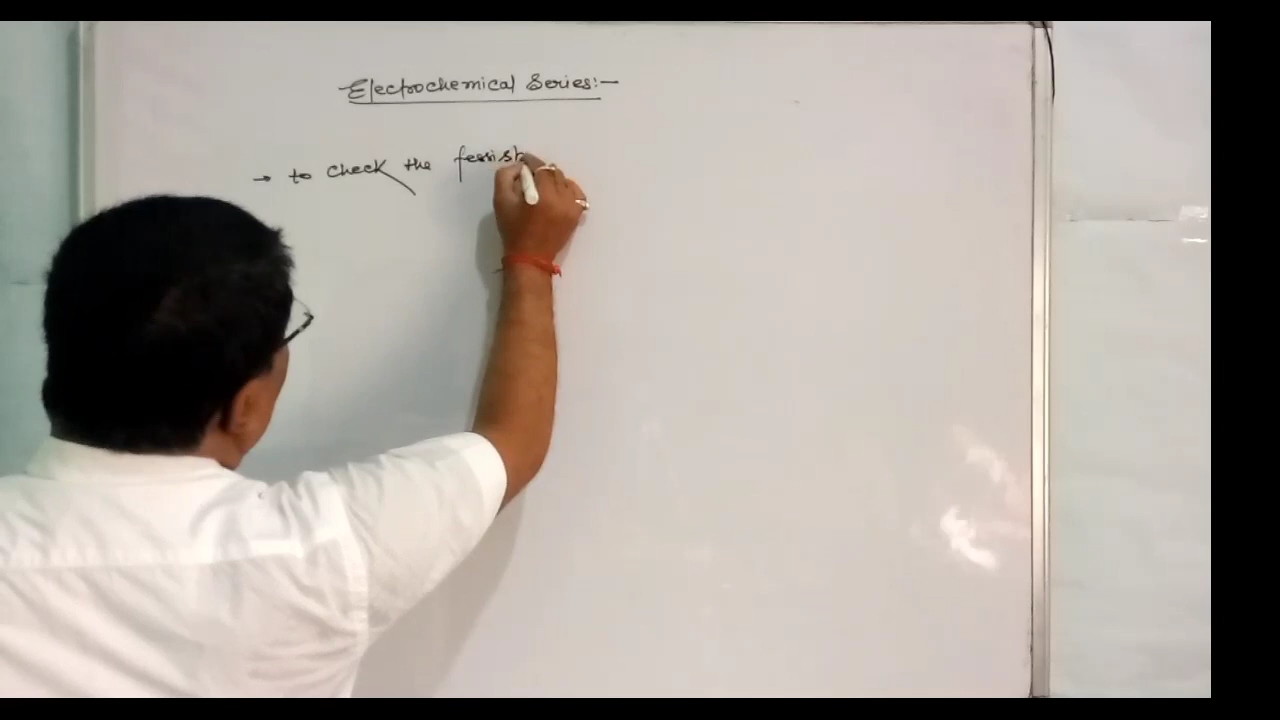 Electrochemical Series:-
→ to check the